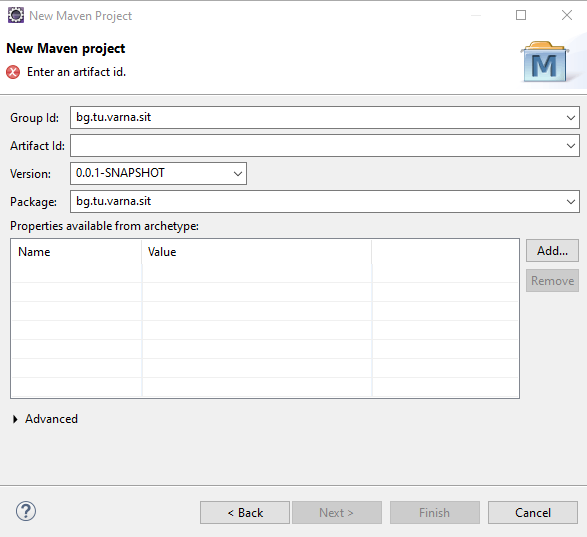 New Maven Project
New Maven project
Enter an artifact id.
M
Group Id: bg.tu.varna.sit
Artifact Id:
Version: 0.0.1-SNAPSHOT
Package: bg.tu.varna.sit
Properties available from archetype:
Name Value
Add...
Remove
Advanced
? < Back Next > Finish Cancel